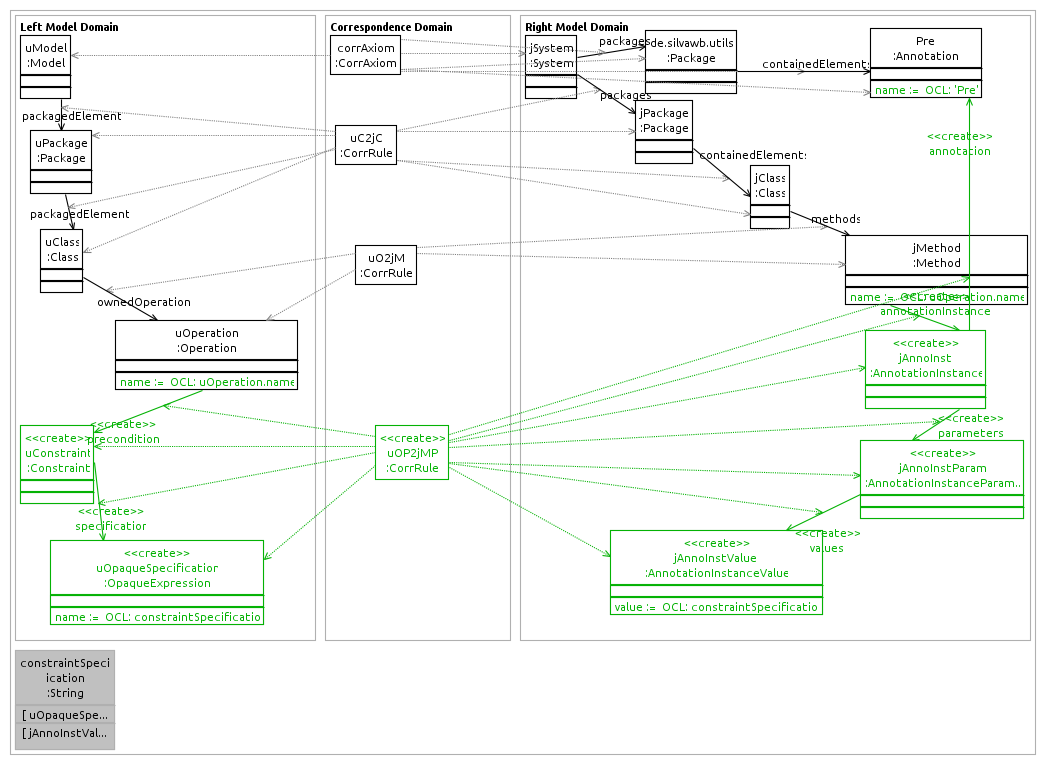 Left Model Domain
uModel
:Model
packagedElement
uPackage
:Package
packagedElement
uClass
:Class
ownedOperation
uOperation
:Operation
name := OCL: uOperation.name
<<create>>
precondition
<<create>>
uConstraint
:Constraint
<<create>>
specification
<<create>>
uOpaqueSpecification
:OpaqueExpression
name := OCL: constraintSpecificatio
Correspondence Domain
corrAxiom
:CorrAxiom
uC2jC
:CorrRule
uO2jM
:CorrRule
<<create>>
uOP2jMP
:CorrRule
Right Model Domain
jSystem
:System
packages
de.silvawb.utils
:Package
containedElements
Pre
:Annotation
name := OCL: 'Pre'
packages
jPackage
:Package
<<create>>
annotation
containedElements
jClass
:Class
methods
jMethod
:Method
name := OCL: uOperation.name
<<create>>
annotationInstance
<<create>>
jAnnoInst
:AnnotationInstance
<<create>>
parameters
<<create>>
jAnnoInstParam
:AnnotationInstanceParam...
<<create>>
values
<<create>>
jAnnoInstValue
:AnnotationInstanceValue
value := OCL: constraintSpecificatio
constraintSpeci
ication
:String
[ uOpaqueSpe...
[ jAnnoInstVal...